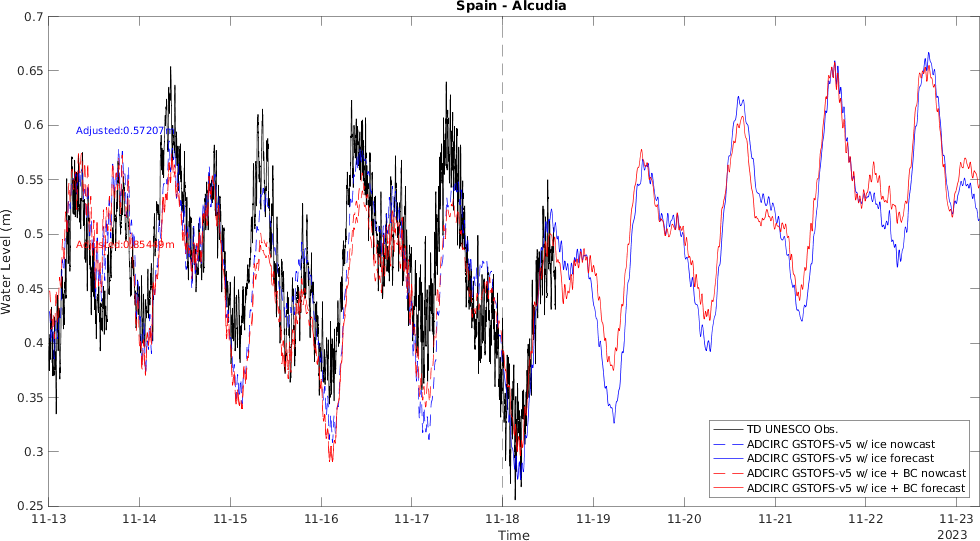 Spain - Alcudia
0.7
0.65
0.6
0.55
0.5
0.45
0.4
0.35
0.3
0.25
Water Level (m)
Adjusted:0.57207m
TD UNESCO Obs.
ADCIRC GSTOFS-v5 w/ ice nowcast
ADCIRC GSTOFS-v5 w/ ice forecast
ADCIRC GSTOFS-v5 w/ ice + BC nowcast
ADCIRC GSTOFS-v5 w/ ice + BC forecast
11-13 11-14 11-15 11-16 11-17 11-18 11-19 11-20 11-21 11-22 11-23
Time
2023